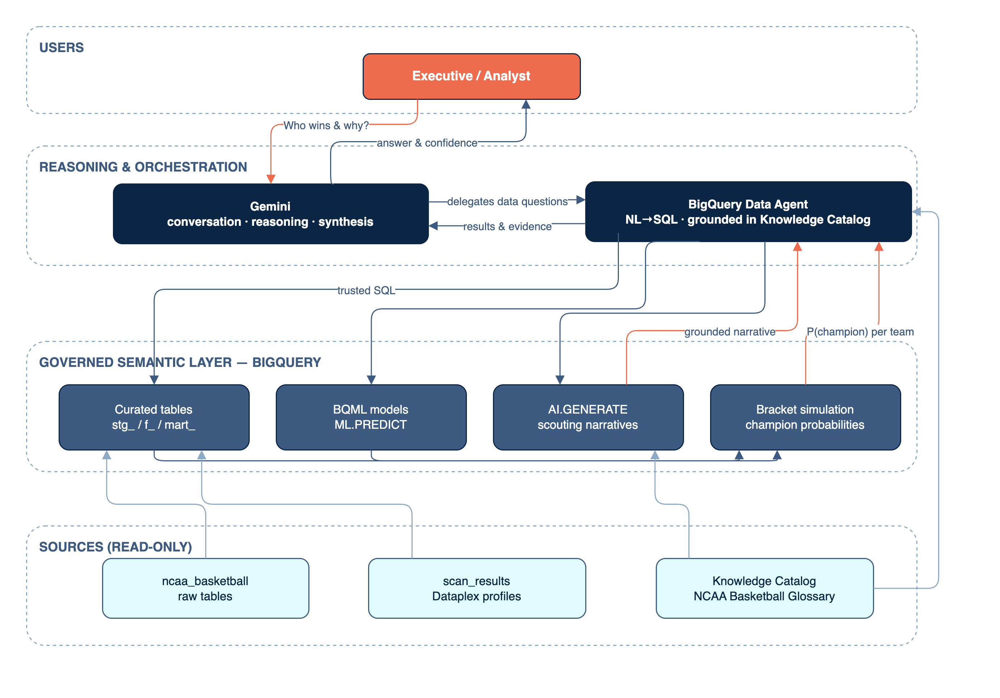 USERS
Executive / Analyst
Who wins & why?
answer & confidence
REASONING & ORCHESTRATION
Gemini
conversation · reasoning · synthesis
delegates data questions
results & evidence
BigQuery Data Agent
NL→SQL · grounded in Knowledge Catalog
trusted SQL
grounded narrative
P(champion) per team
GOVERNED SEMANTIC LAYER — BIGQUERY
Curated tables
stg_ / f_ / mart_
BQML models
ML.PREDICT
AI.GENERATE
scouting narratives
Bracket simulation
champion probabilities
SOURCES (READ-ONLY)
ncaa_basketball
raw tables
scan_results
Dataplex profiles
Knowledge Catalog
NCAA Basketball Glossary